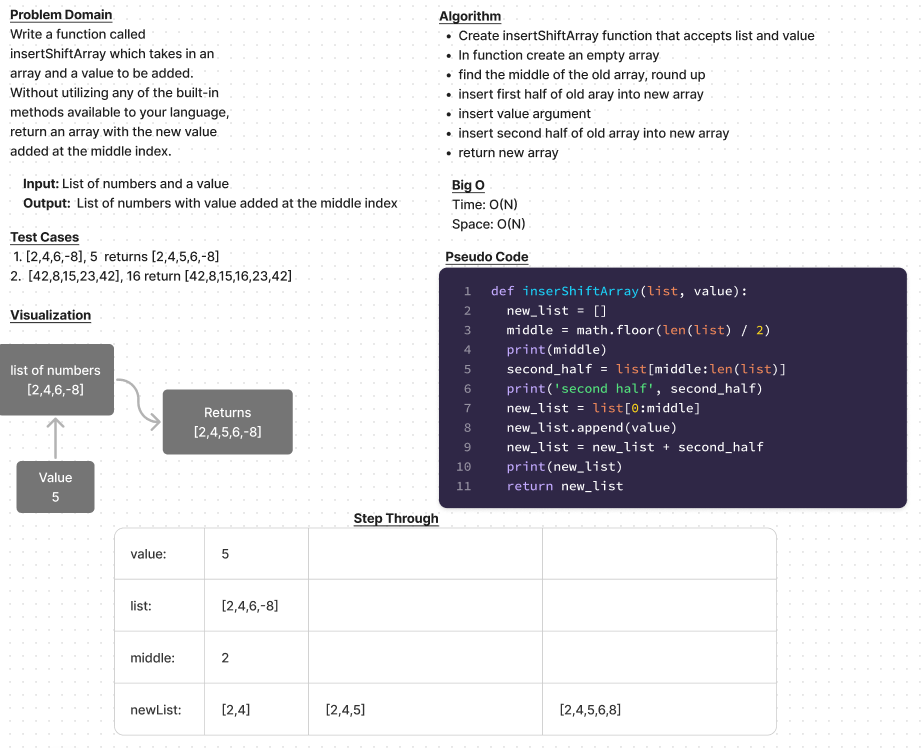 Problem Domain
Write a function called
insertShiftArray which takes in an
array and a value to be added.
Without utilizing any of the built-in
methods available to your language,
return an array with the new value
added at the middle index.
Input: List of numbers and a value
Output:  List of numbers with value added at the middle index
Test Cases
1. [2,4,6,-8], 5  returns [2,4,5,6,-8]
2.  [42,8,15,23,42], 16 return [42,8,15,16,23,42]
Visualization
list of numbers
[2,4,6,-8]
Returns
[2,4,5,6,-8]
Value
5
Algorithm
• Create insertShiftArray function that accepts list and value
• In function create an empty array
• find the middle of the old array, round up
• insert first half of old aray into new array
• insert value argument
• insert second half of old array into new array
• return new array
Big O
Time: O(N)
Space: O(N)
Pseudo Code
1 def inserShiftArray(list, value):
2   new_list = []
3   middle = math.floor(len(list) / 2)
4   print(middle)
5   second_half = list[middle:len(list)]
6   print('second half', second_half)
7   new_list = list[0:middle]
8   new_list.append(value)
9   new_list = new_list + second_half
10   print(new_list)
11   return new_list
Step Through
value: 5
list: [2,4,6,-8]
middle: 2
newList: [2,4] [2,4,5] [2,4,5,6,8]